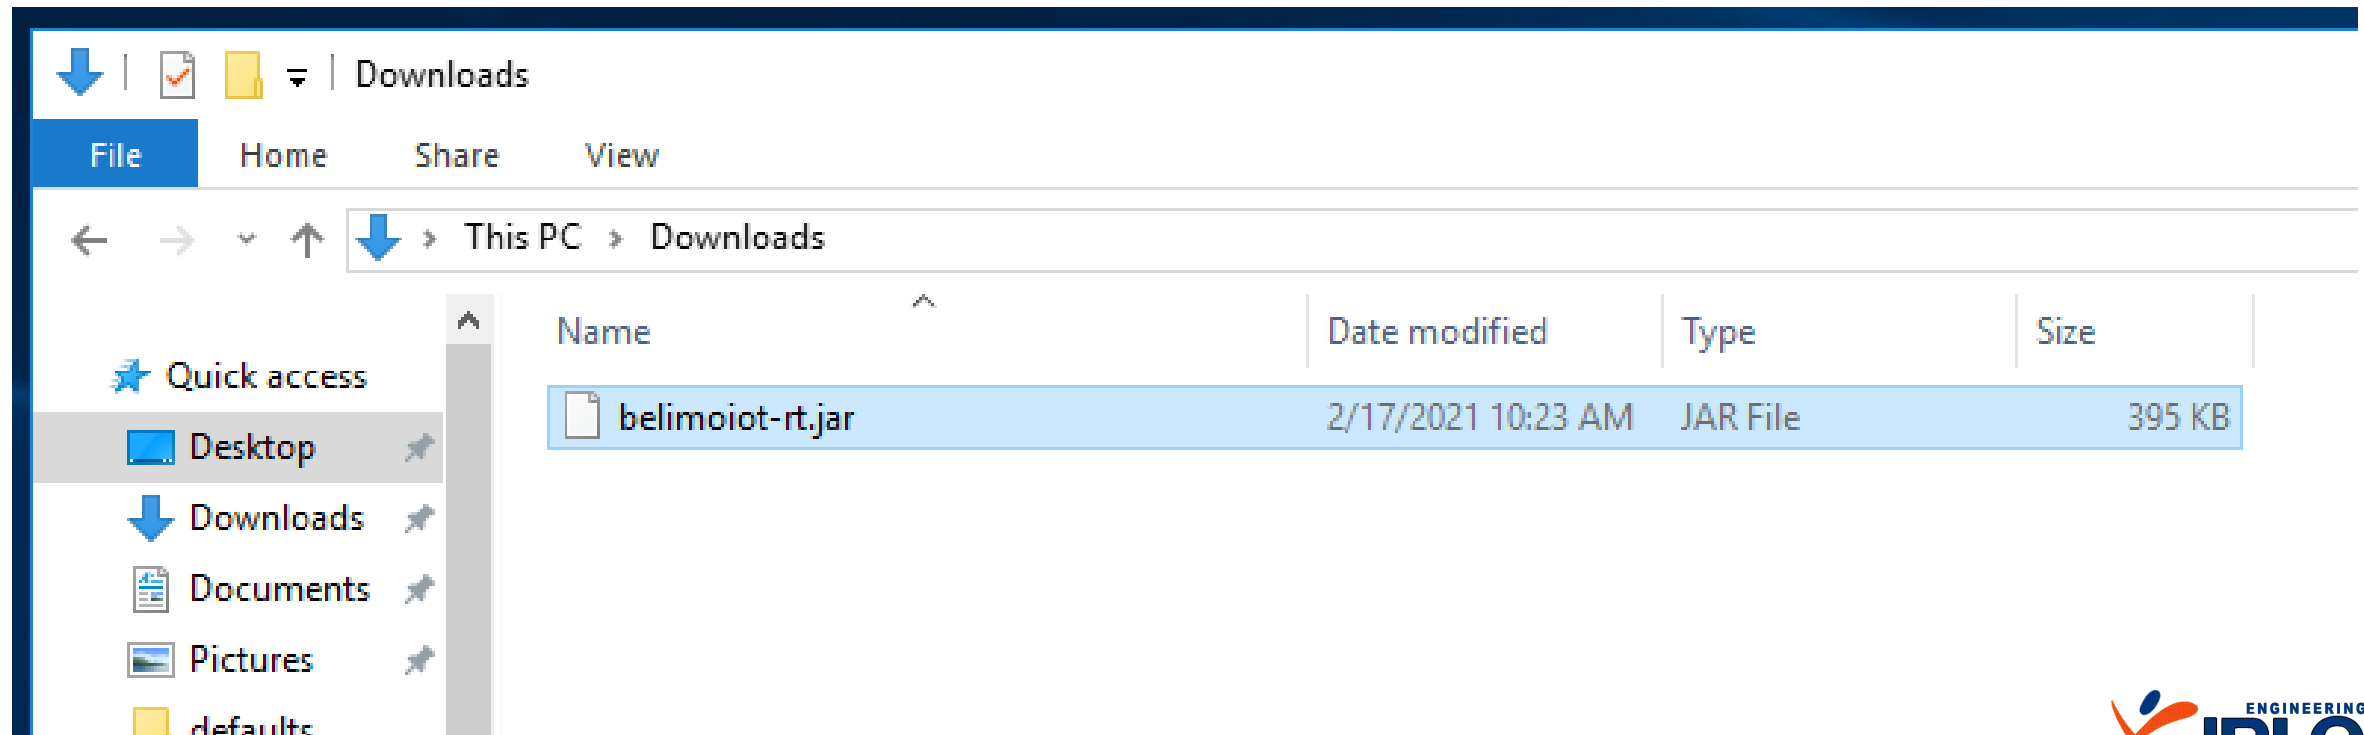 Downloads
File Home Share View
This PC > Downloads
Name Date modified Type Size
Quick access
belimoiot-rt.jar 2/17/2021 10:23 AM JAR File 395 KB
Desktop
Downloads
Documents
Pictures
defaults
ENGINEERING